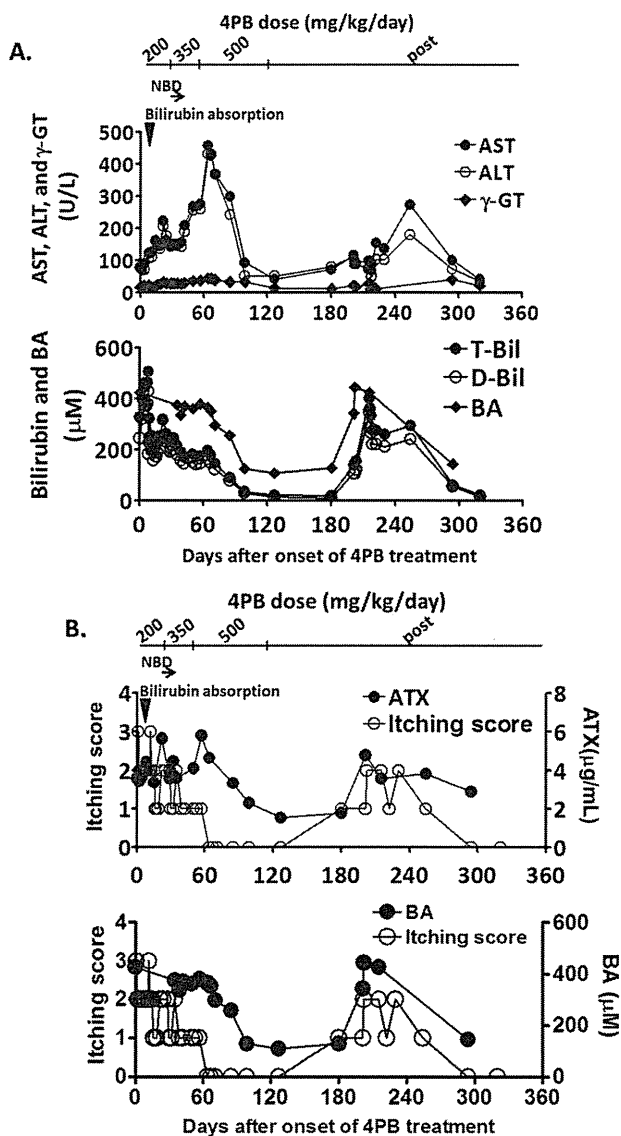 4PB dose (mg/kg/day)
A.
200 350 500 post
NBD
Bilirubin absorption
AST, ALT, and γ-GT
(U/L)
500
400
300
200
100
0
AST
ALT
γ-GT
0 60 120 180 240 300 360
Bilirubin and BA
(μM)
600
400
200
0
T-Bil
D-Bil
BA
0 60 120 180 240 300 360
Days after onset of 4PB treatment
4PB dose (mg/kg/day)
B.
200 350 500 post
NBD
Bilirubin absorption
Itching score
4
3
2
1
0
ATX
Itching score
8
6
4
2
0
ATX(μg/mL)
0 60 120 180 240 300 360
Itching score
4
3
2
1
0
BA
Itching score
600
400
200
0
BA (μM)
0 60 120 180 240 300 360
Days after onset of 4PB treatment